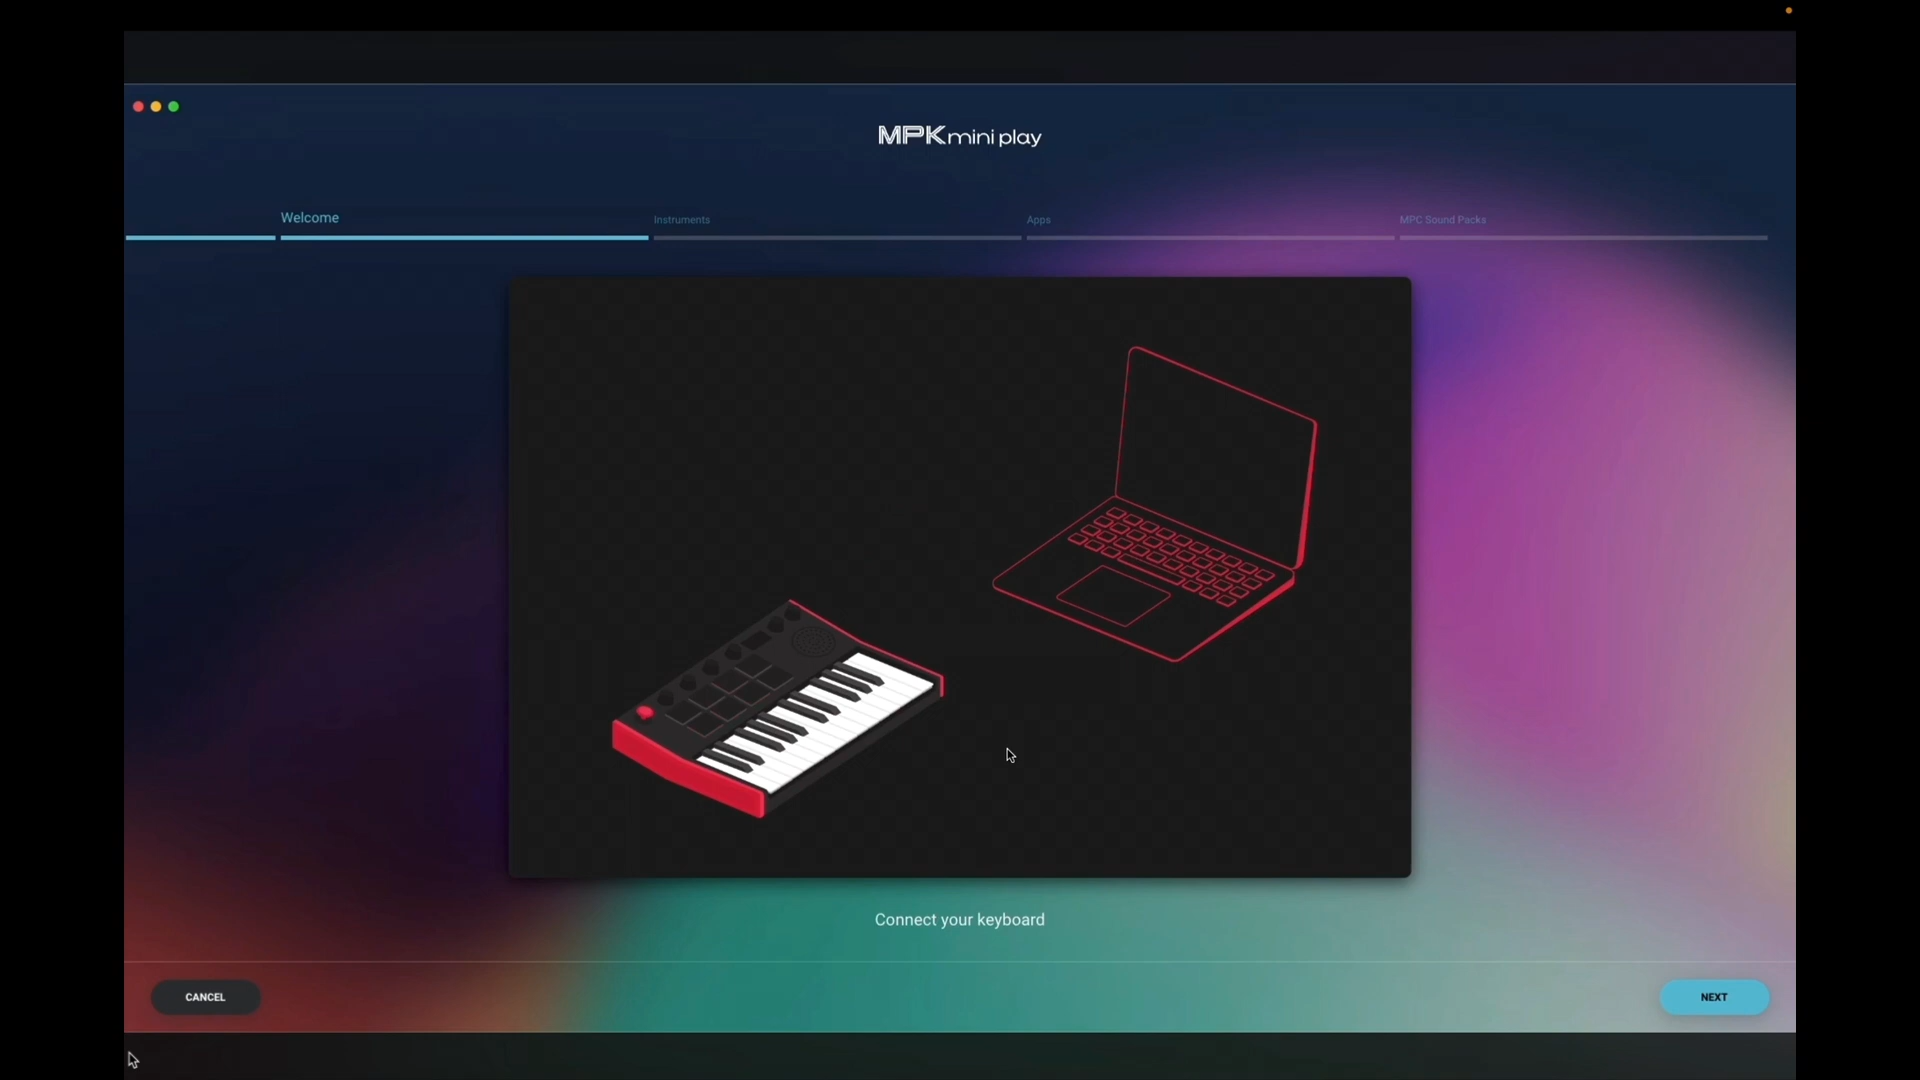 MPK mini play
Welcome
Instruments
Apps
MPC Sound Packs
Connect your keyboard
CANCEL
NEXT